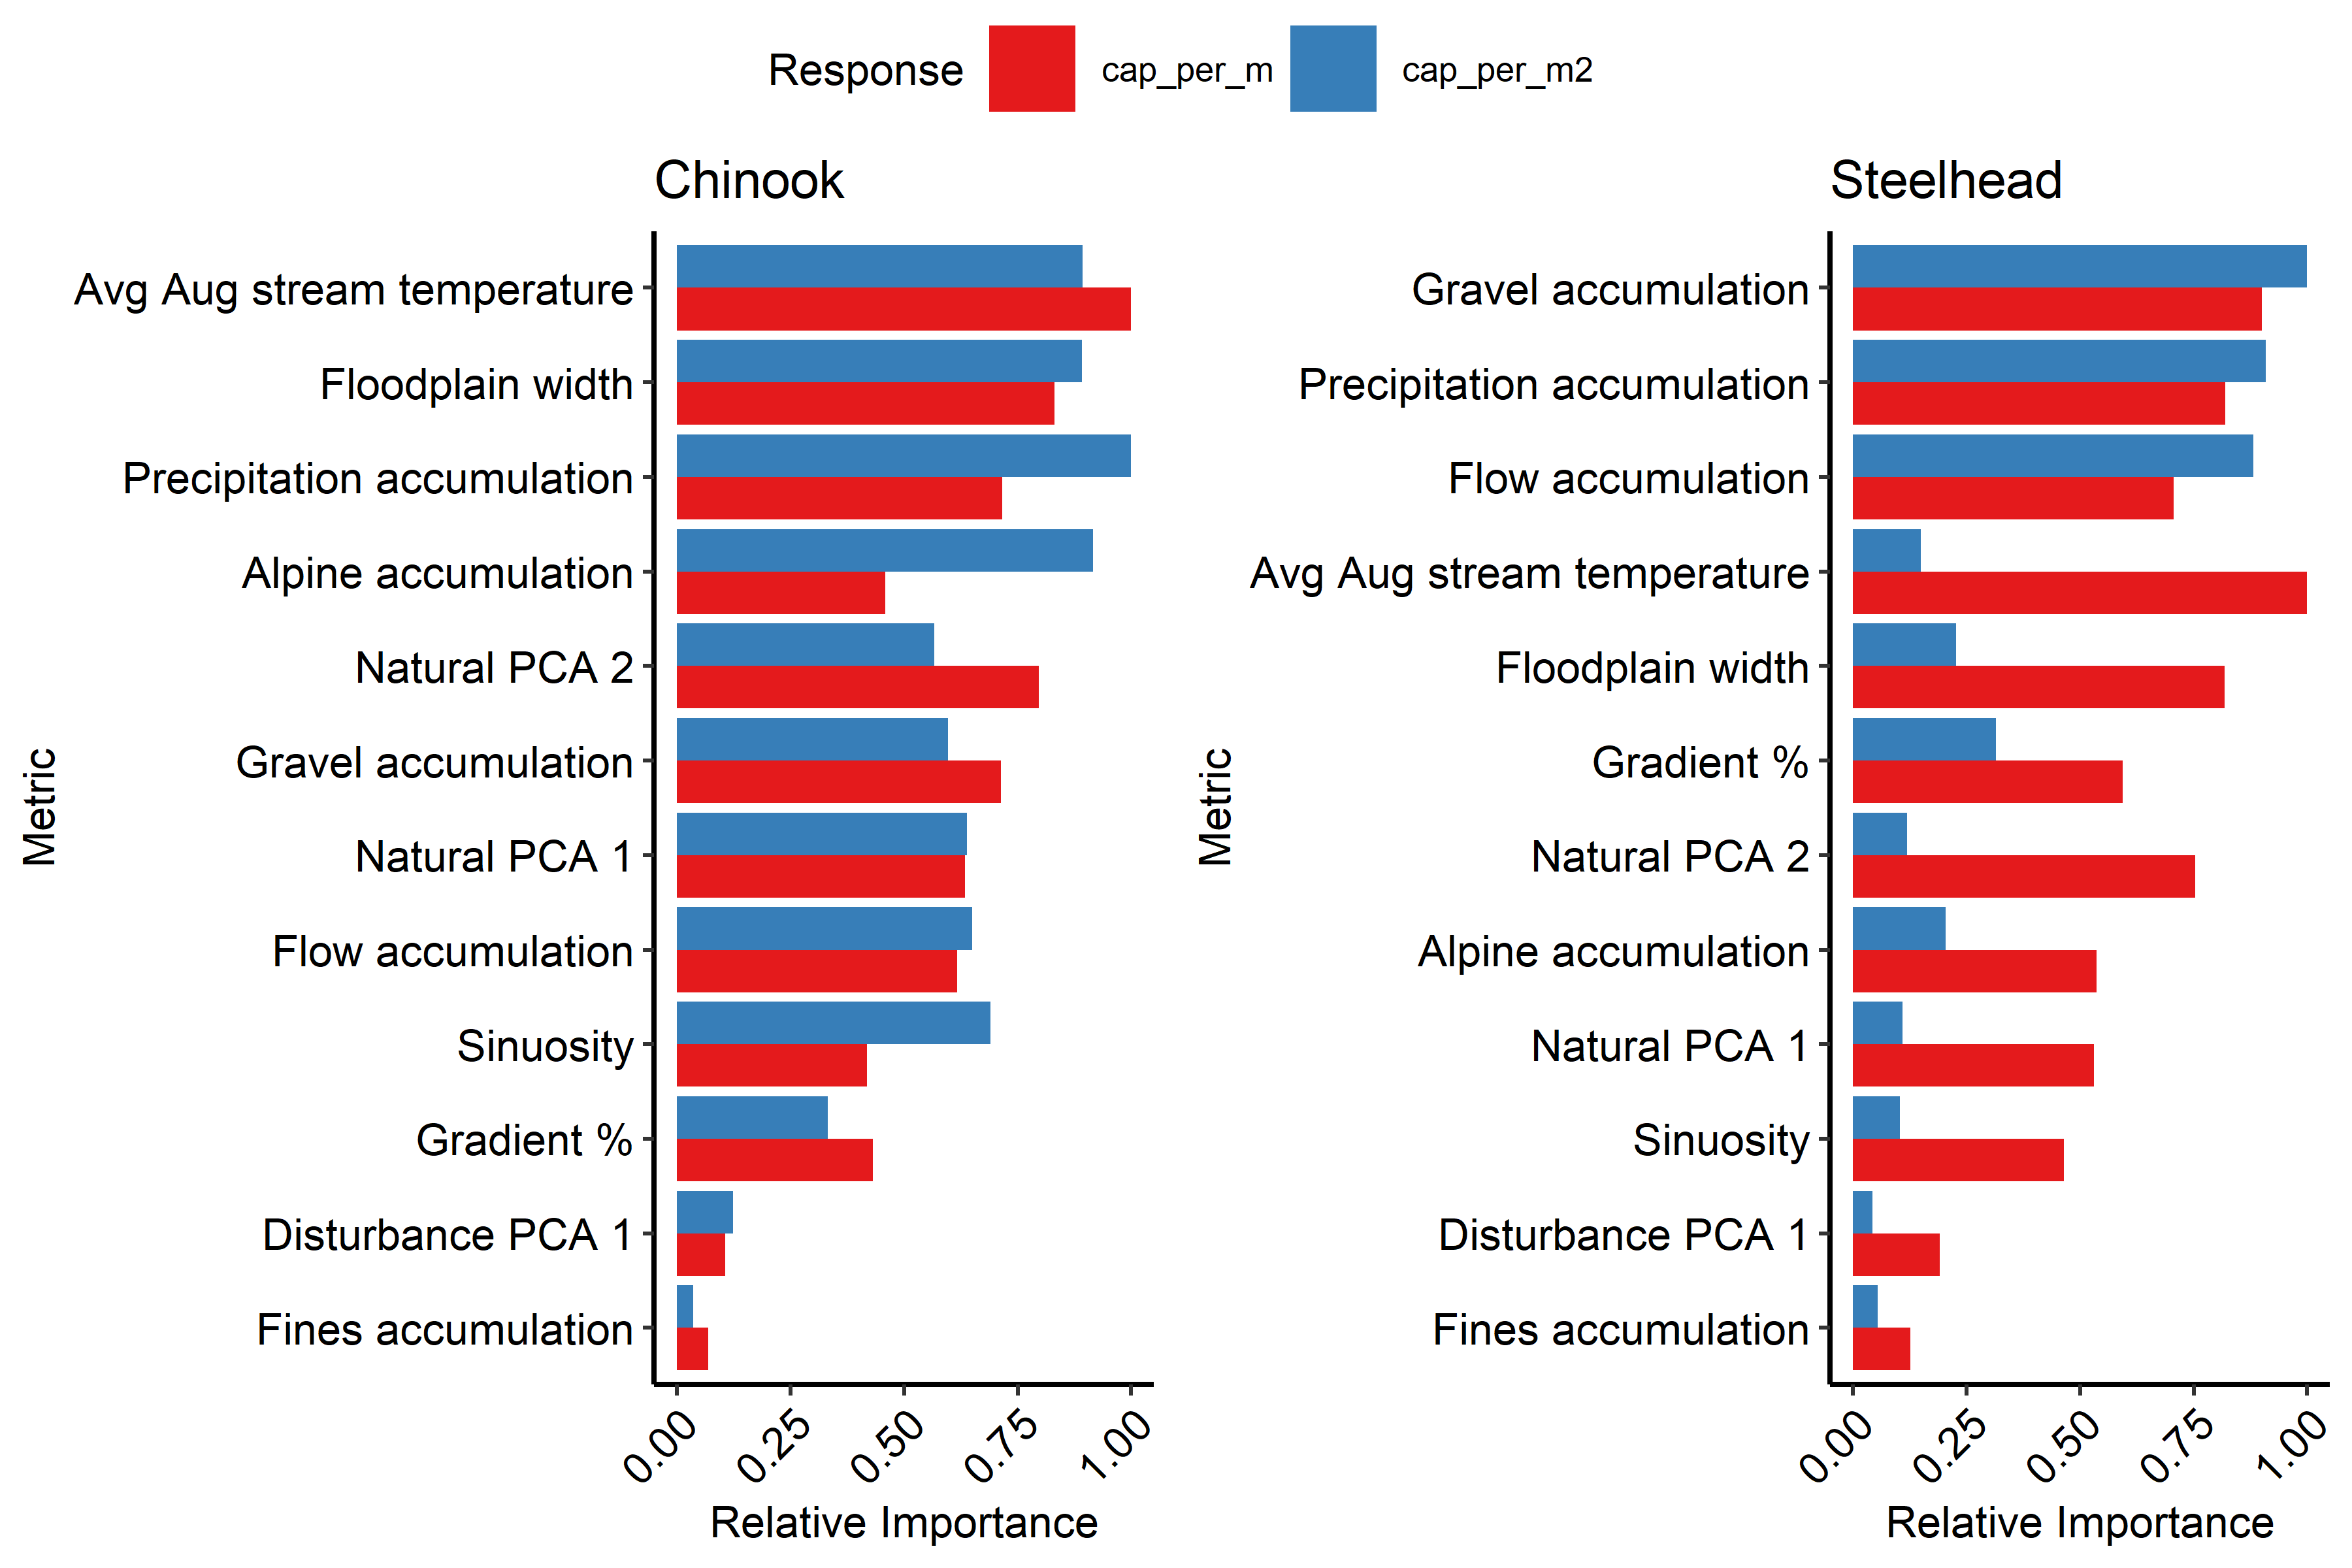 Response cap_per_m cap_per_m2
Chinook
Metric
Avg Aug stream temperature
Floodplain width
Precipitation accumulation
Alpine accumulation
Natural PCA 2
Gravel accumulation
Natural PCA 1
Flow accumulation
Sinuosity
Gradient %
Disturbance PCA 1
Fines accumulation
0.00 0.25 0.50 0.75 1.00
Relative Importance
Steelhead
Metric
Gravel accumulation
Precipitation accumulation
Flow accumulation
Avg Aug stream temperature
Floodplain width
Gradient %
Natural PCA 2
Alpine accumulation
Natural PCA 1
Sinuosity
Disturbance PCA 1
Fines accumulation
0.00 0.25 0.50 0.75 1.00
Relative Importance